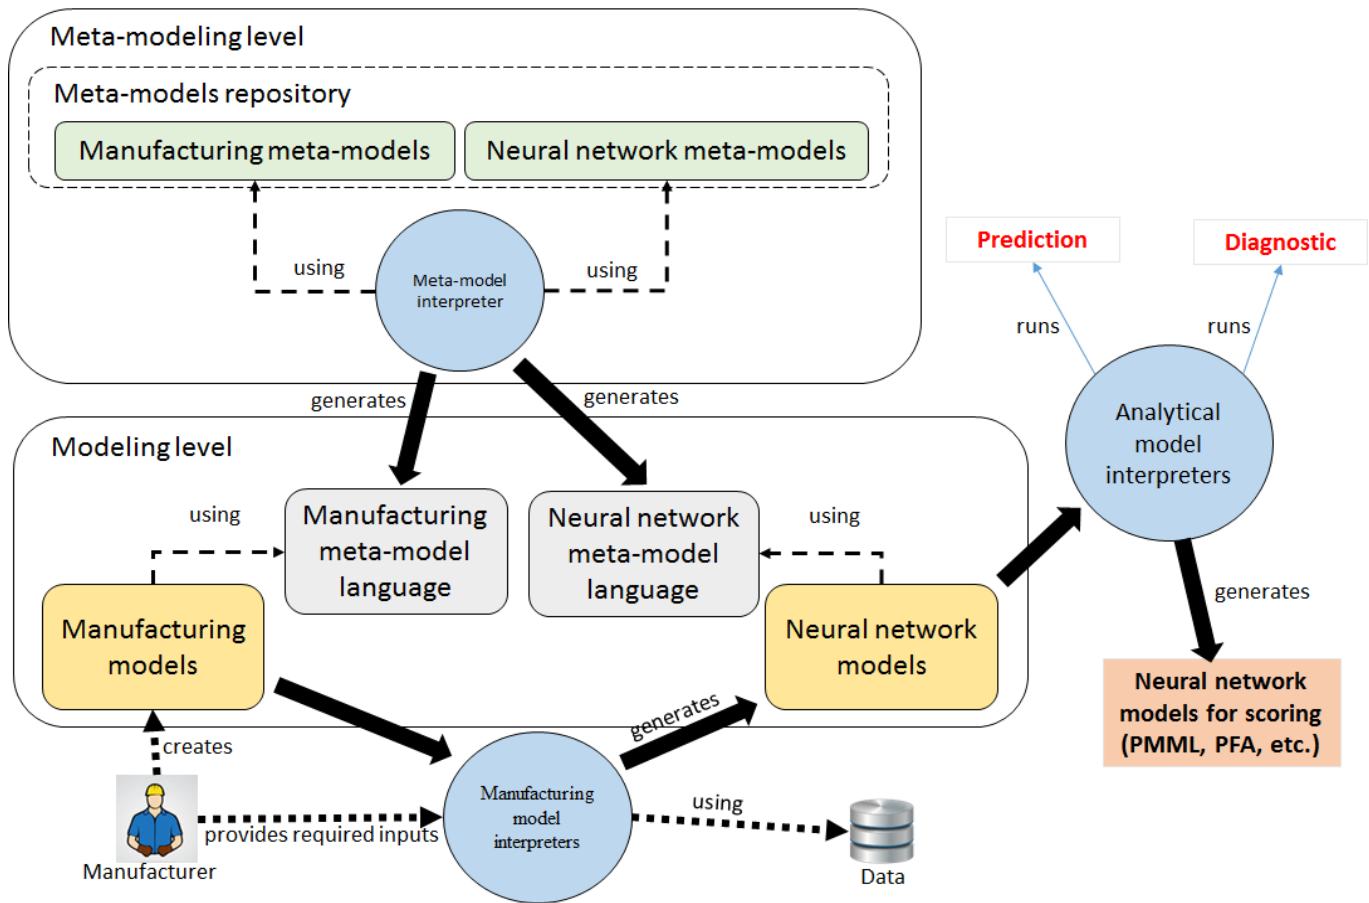 Meta-modeling level
Meta-models repository
Manufacturing meta-models
Neural network meta-models
using
using
Meta-model
interpreter
Prediction
Diagnostic
runs
runs
generates
generates
Analytical
model
interpreters
Modeling level
using
Manufacturing
meta-model
language
Neural network
meta-model
language
using
Manufacturing
models
Neural network
models
generates
Neural network
models for scoring
(PMML, PFA, etc.)
creates
generates
Manufacturing
model
interpreters
provides required inputs
using
Manufacturer
Data